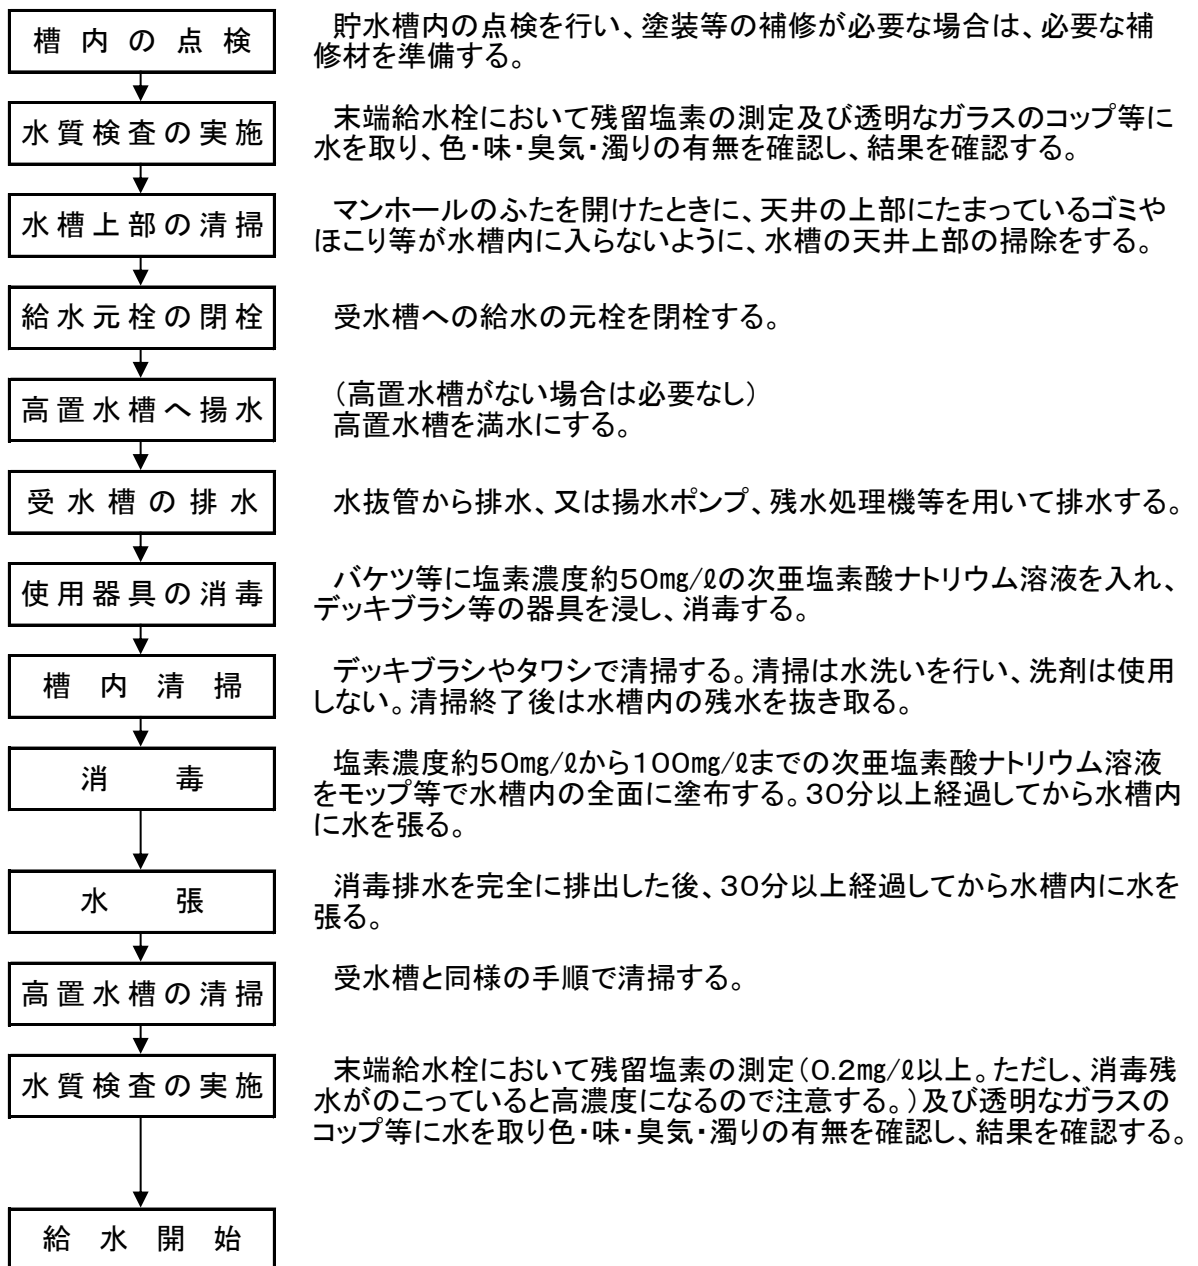 槽内の点検
貯水槽内の点検を行い、塗装等の補修が必要な場合は、必要な補
修材を準備する。
水質検査の実施
末端給水栓において残留塩素の測定及び透明なガラスのコップ等に
水を取り、色・味・臭気・濁りの有無を確認し、結果を確認する。
水槽上部の清掃
マンホールのふたを開けたときに、天井の上部にたまっているゴミや
ほこり等が水槽内に入らないように、水槽の天井上部の掃除をする。
給水元栓の閉栓
受水槽への給水の元栓を閉栓する。
高置水槽へ揚水
(高置水槽がない場合は必要なし)
高置水槽を満水にする。
受水槽の排水
水抜管から排水、又は揚水ポンプ、残水処理機等を用いて排水する。
使用器具の消毒
バケツ等に塩素濃度約50mg/ℓの次亜塩素酸ナトリウム溶液を入れ、
デッキブラシ等の器具を浸し、消毒する。
槽内清掃
デッキブラシやタワシで清掃する。清掃は水洗いを行い、洗剤は使用
しない。清掃終了後は水槽内の残水を抜き取る。
消毒
塩素濃度約50mg/ℓから100mg/ℓまでの次亜塩素酸ナトリウム溶液
をモップ等で水槽内の全面に塗布する。30分以上経過してから水槽内
に水を張る。
水張
消毒排水を完全に排出した後、30分以上経過してから水槽内に水を
張る。
高置水槽の清掃
受水槽と同様の手順で清掃する。
水質検査の実施
末端給水栓において残留塩素の測定(0.2mg/ℓ以上。ただし、消毒残
水がのこっていると高濃度になるので注意する。)及び透明なガラスの
コップ等に水を取り色・味・臭気・濁りの有無を確認し、結果を確認する。
給水開始